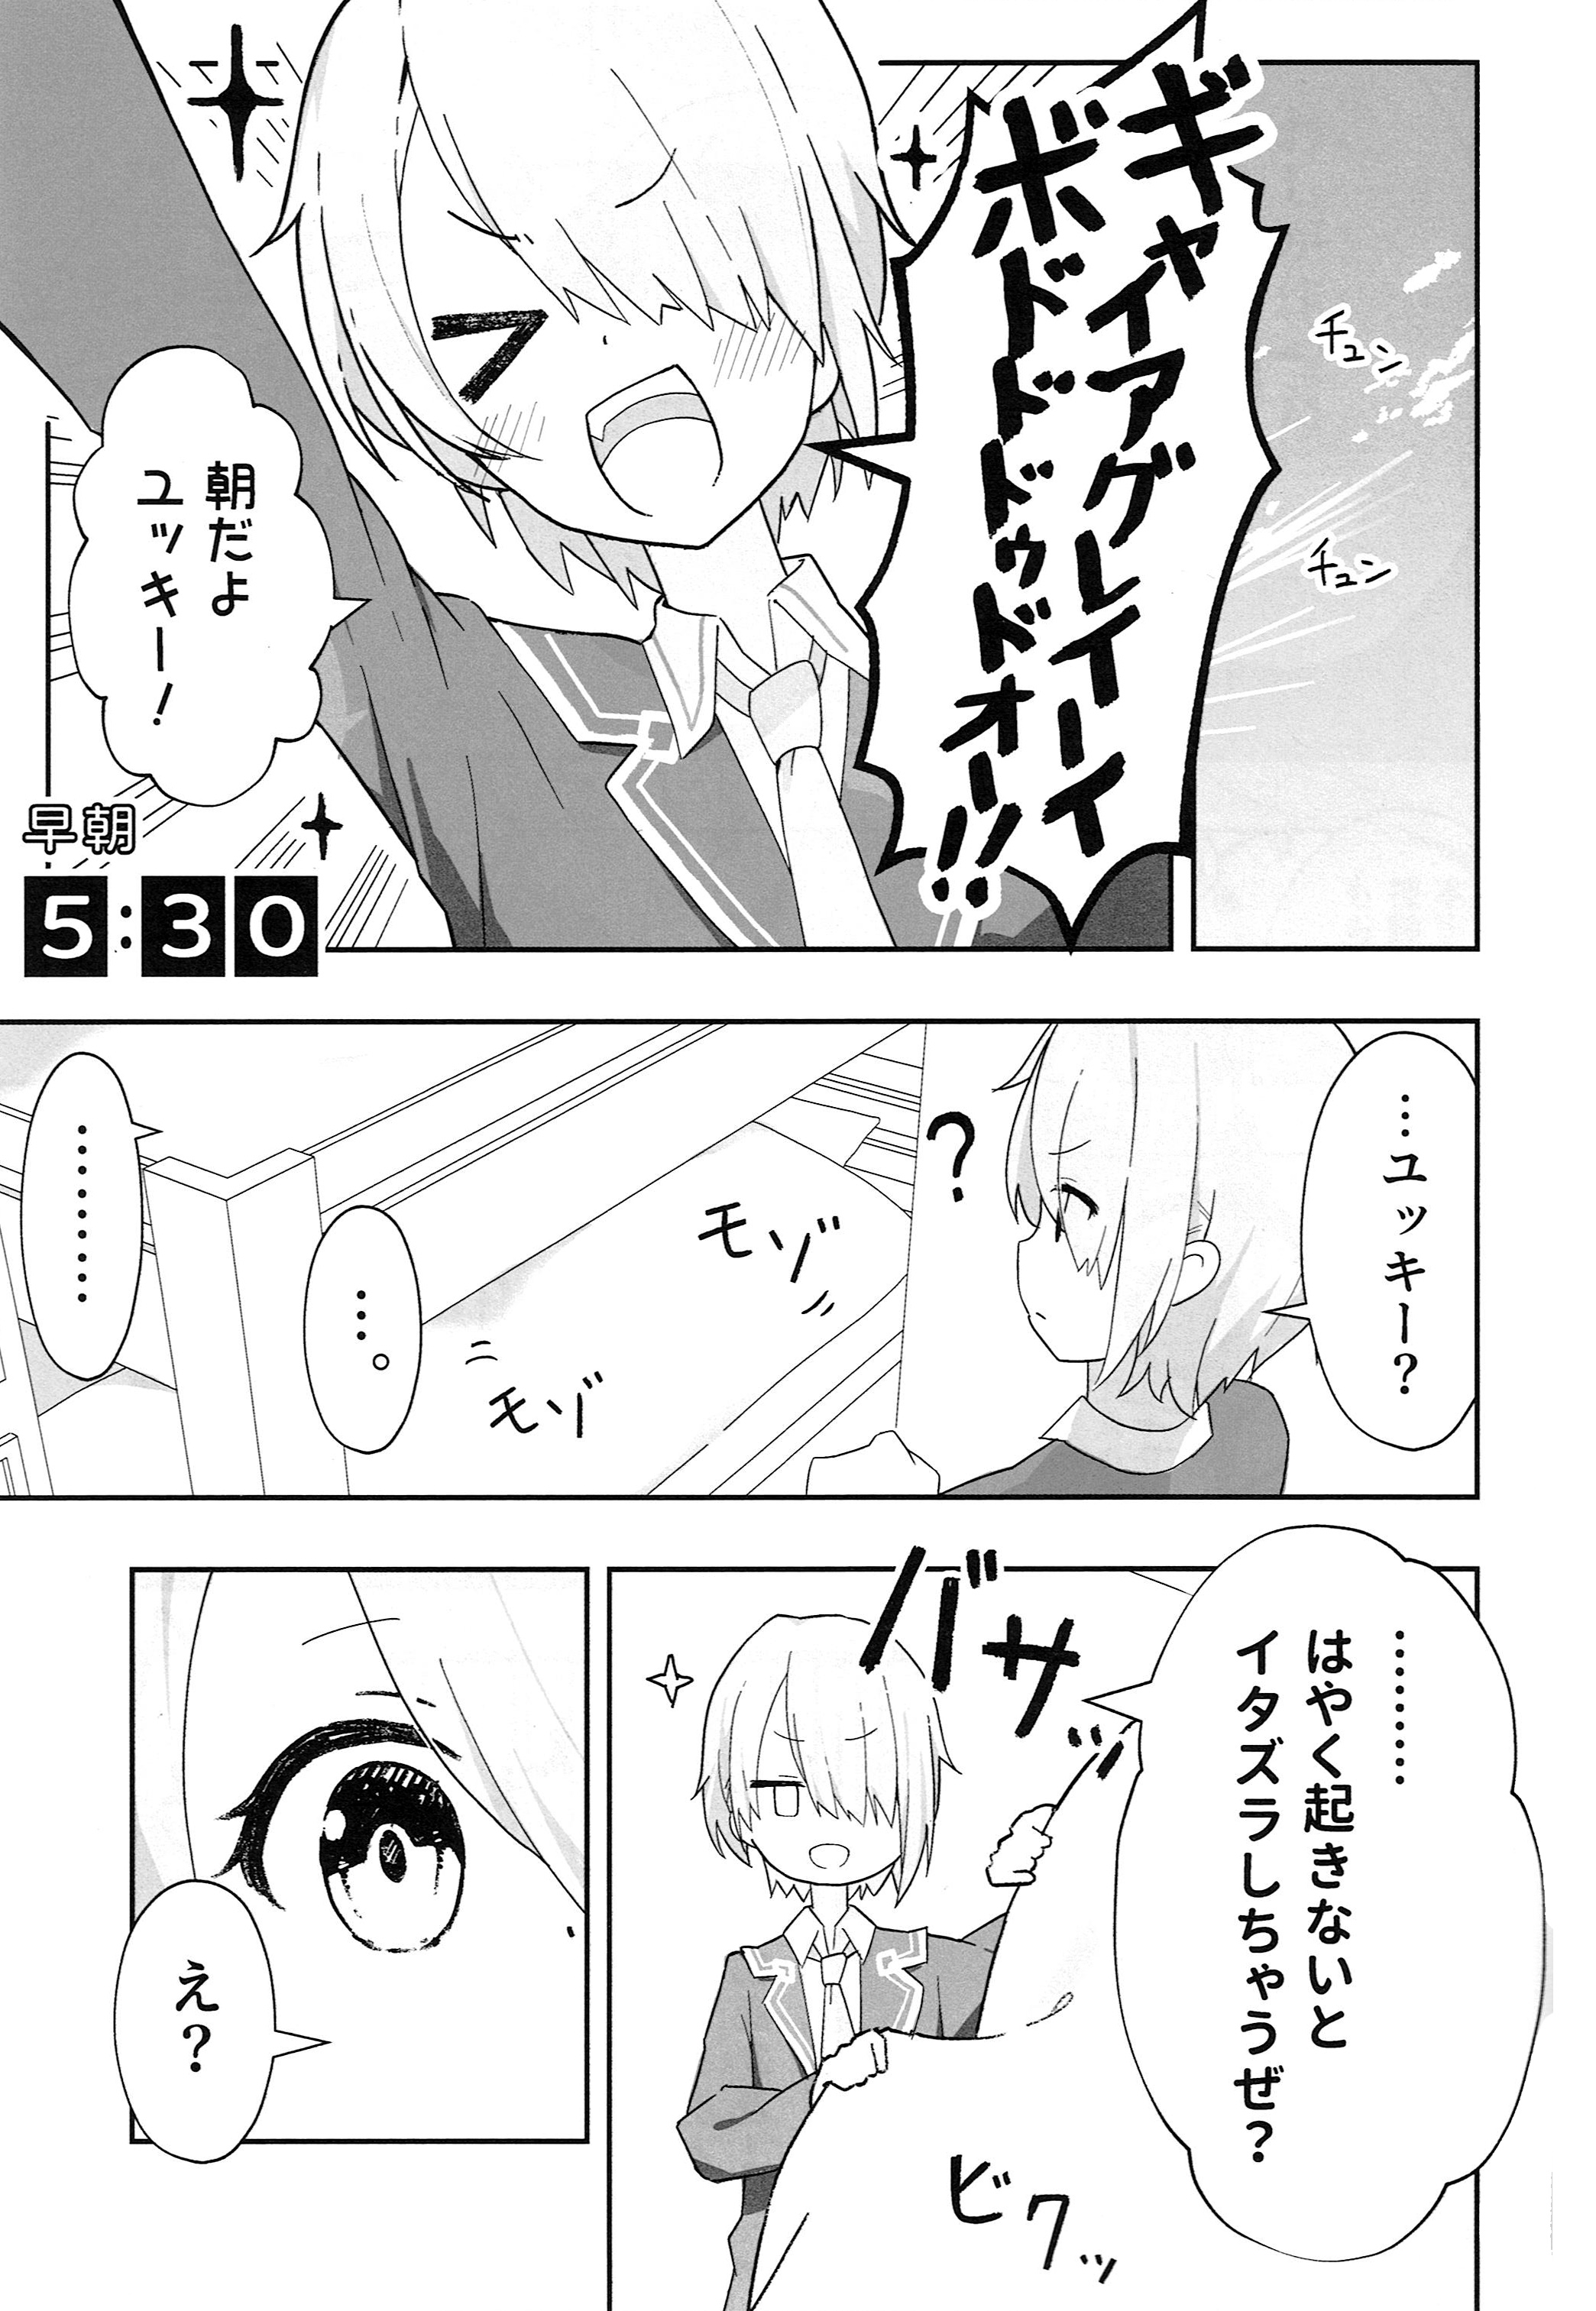 チュン
チュン
ギャイアグレイーイ
ボドドドゥドオー!!
朝だよ
ユッキー!
早朝
5:30
…ユッキー?
?
モゾ
モゾ
…。
………
………
はやく起きないと
イタズラしちゃうぜ?
バサッ
ビクッ
え?